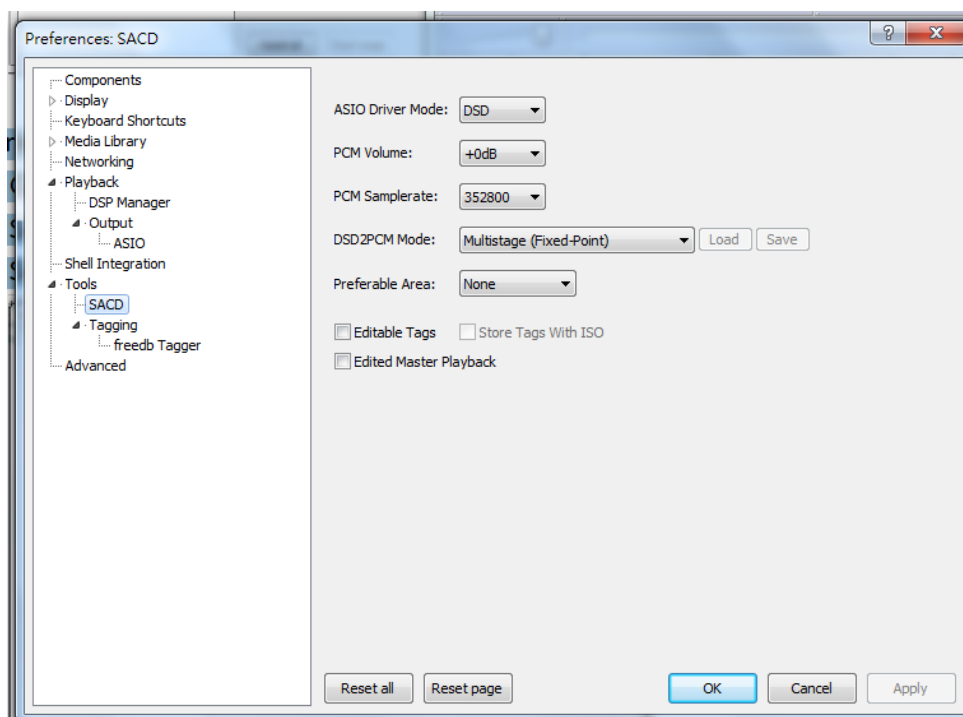 Preferences: SACD
Components
Display
Keyboard Shortcuts
Media Library
Networking
Playback
DSP Manager
Output
ASIO
Shell Integration
Tools
SACD
Tagging
freedb Tagger
Advanced
ASIO Driver Mode: DSD
PCM Volume: +0dB
PCM Samplerate: 352800
DSD2PCM Mode: Multistage (Fixed-Point) Load Save
Preferable Area: None
Editable Tags Store Tags With ISO
Edited Master Playback
Reset all Reset page OK Cancel Apply